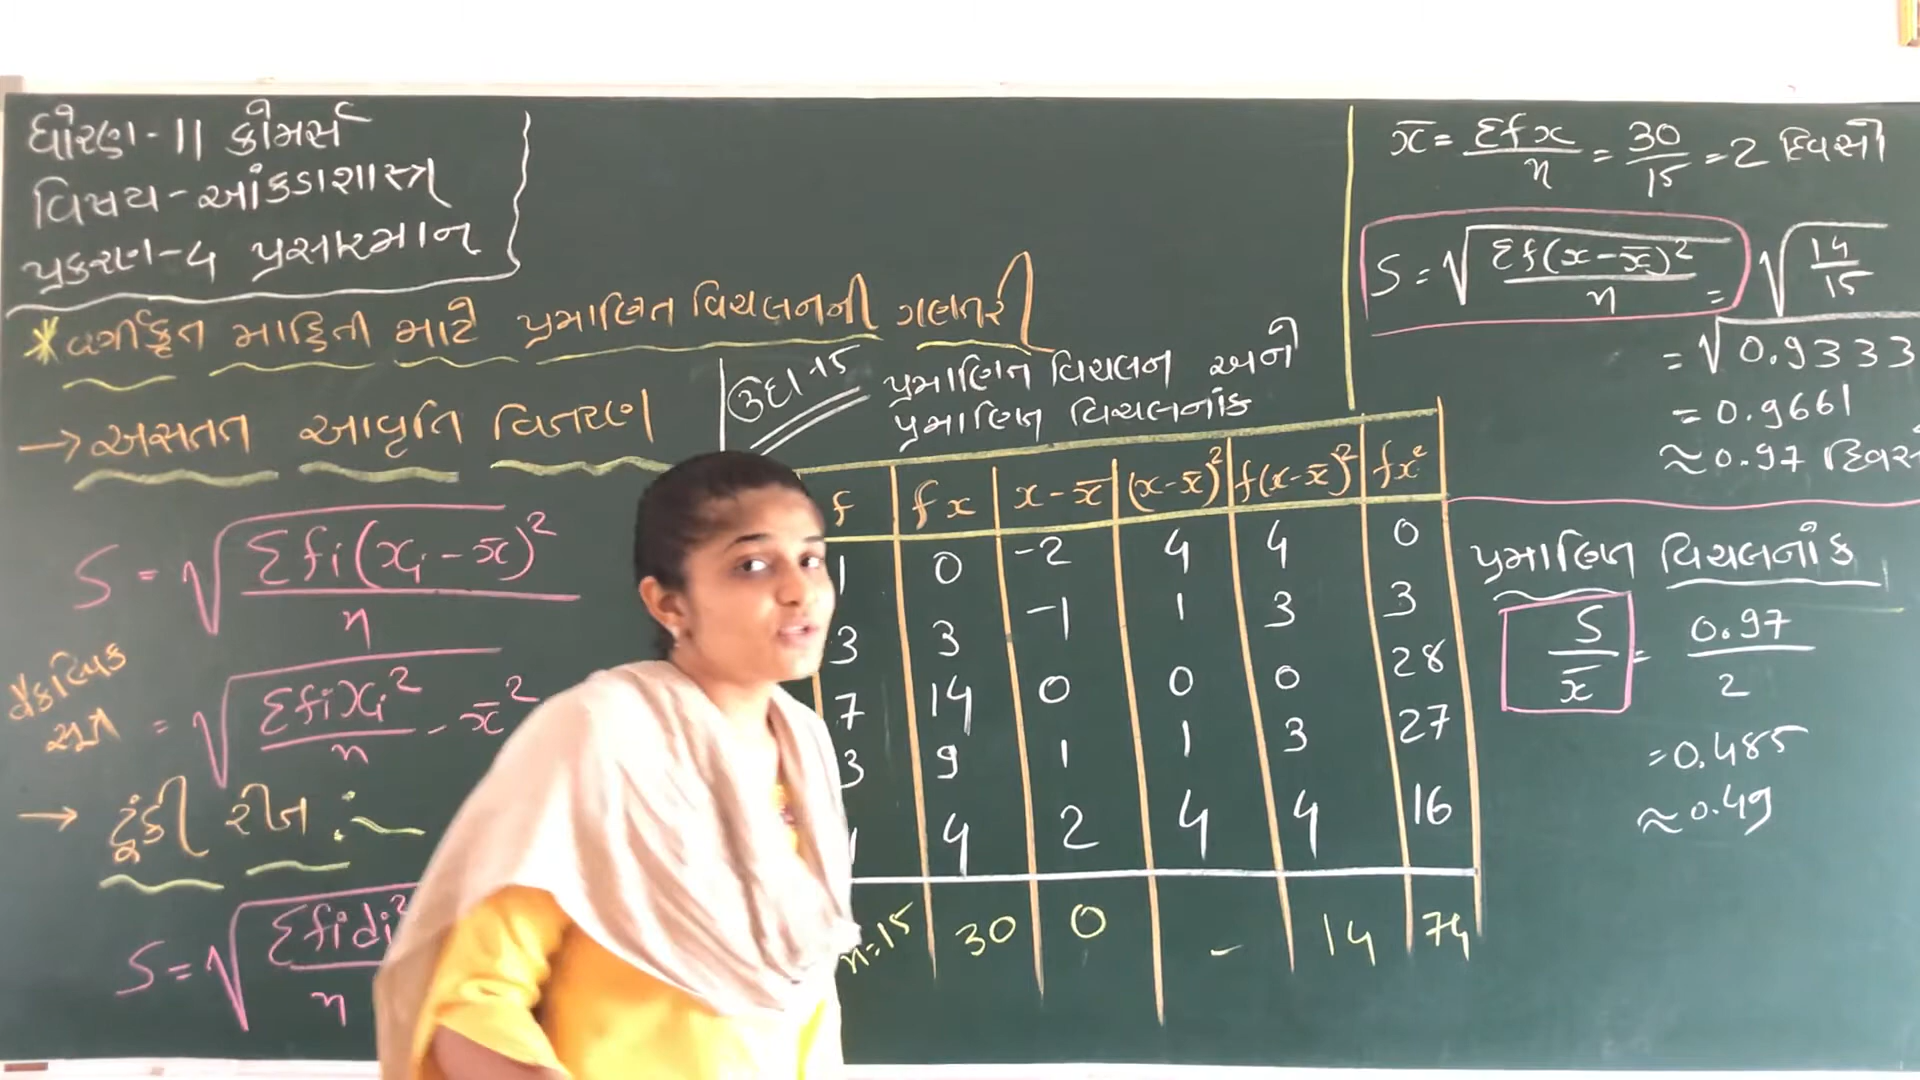 ધોરણ-11 કોમર્સ
વિષય-આંકડાશાસ્ત્ર
પ્રકરણ-4 પ્રસારમાન
*વર્ગીકૃત માહિતી માટે પ્રમાણિત વિચલનની ગણતરી
→ અસતત આવૃતિ વિતરણ
S = √(Σfi(xi - x̄)² / n)
વૈકલ્પિક સૂત્ર = √(Σfixi² / n - x̄²)
→ ટૂંકી રીત :-
S = √(Σfidi² / n
ઉદા-15 પ્રમાણિત વિચલન અને
પ્રમાણિત વિચલનાંક
f | fx | x - x̄ | (x-x̄)² | f(x-x̄)² | fx²
1 | 0 | -2 | 4 | 4 | 0
3 | 3 | -1 | 1 | 3 | 3
7 | 14 | 0 | 0 | 0 | 28
3 | 9 | 1 | 1 | 3 | 27
1 | 4 | 2 | 4 | 4 | 16
n=15 | 30 | 0 | - | 14 | 74
x̄ = Σfx / n = 30 / 15 = 2 દિવસો
S = √(Σf(x-x̄)² / n) = √(14 / 15)
= √0.9333
= 0.9661
≈ 0.97
પ્રમાણિત વિચલનાંક
S / x̄ = 0.97 / 2
= 0.485
≈ 0.49